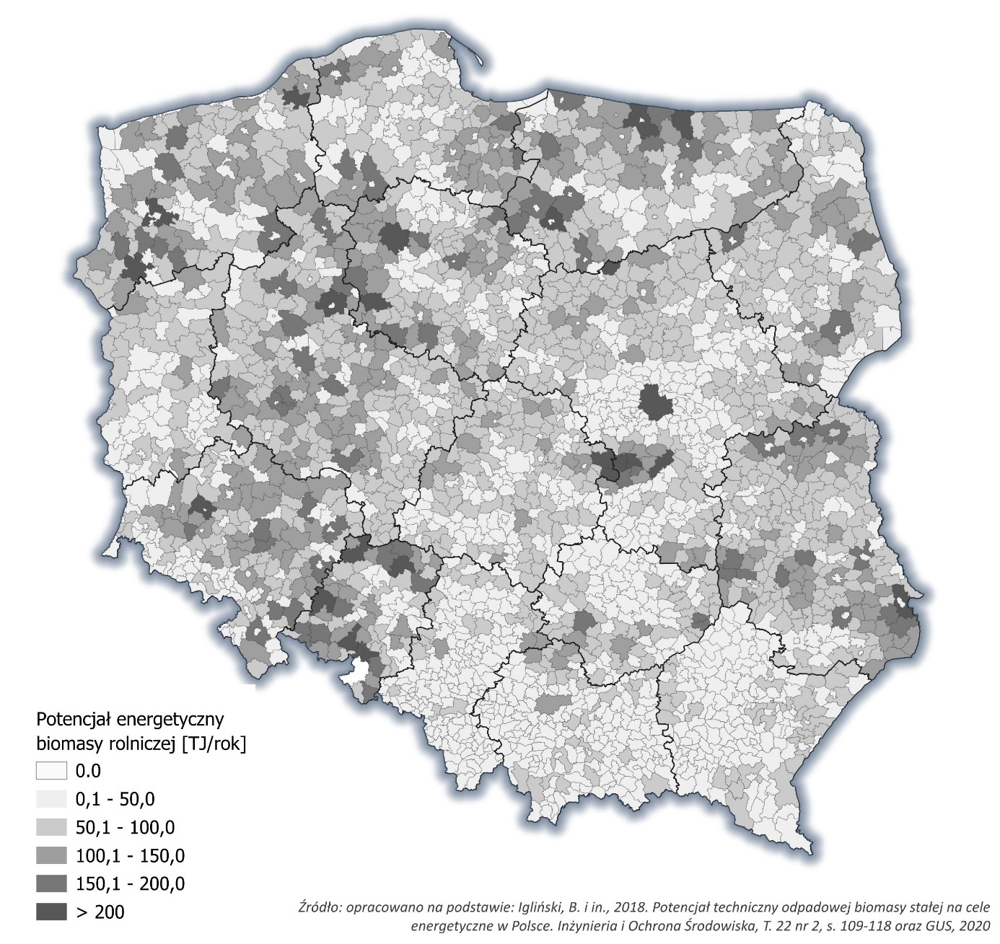 Potencjał energetyczny
biomasy rolniczej [TJ/rok]
0.0
0,1 - 50,0
50,1 - 100,0
100,1 - 150,0
150,1 - 200,0
> 200
Źródło: opracowano na podstawie: Igliński, B. i in., 2018. Potencjał techniczny odpadowej biomasy stałej na cele
energetyczne w Polsce. Inżynieria i Ochrona Środowiska, T. 22 nr 2, s. 109-118 oraz GUS, 2020